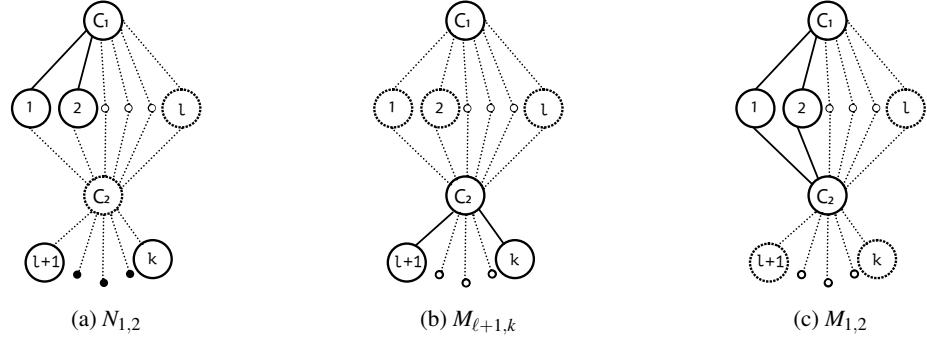 C₁ C₁ C₁
1 2 l 1 2 l 1 2 l
C₂ C₂ C₂
l+1 k l+1 k l+1 k
(a) N₁,₂ (b) M_{ℓ+1,k} (c) M₁,₂